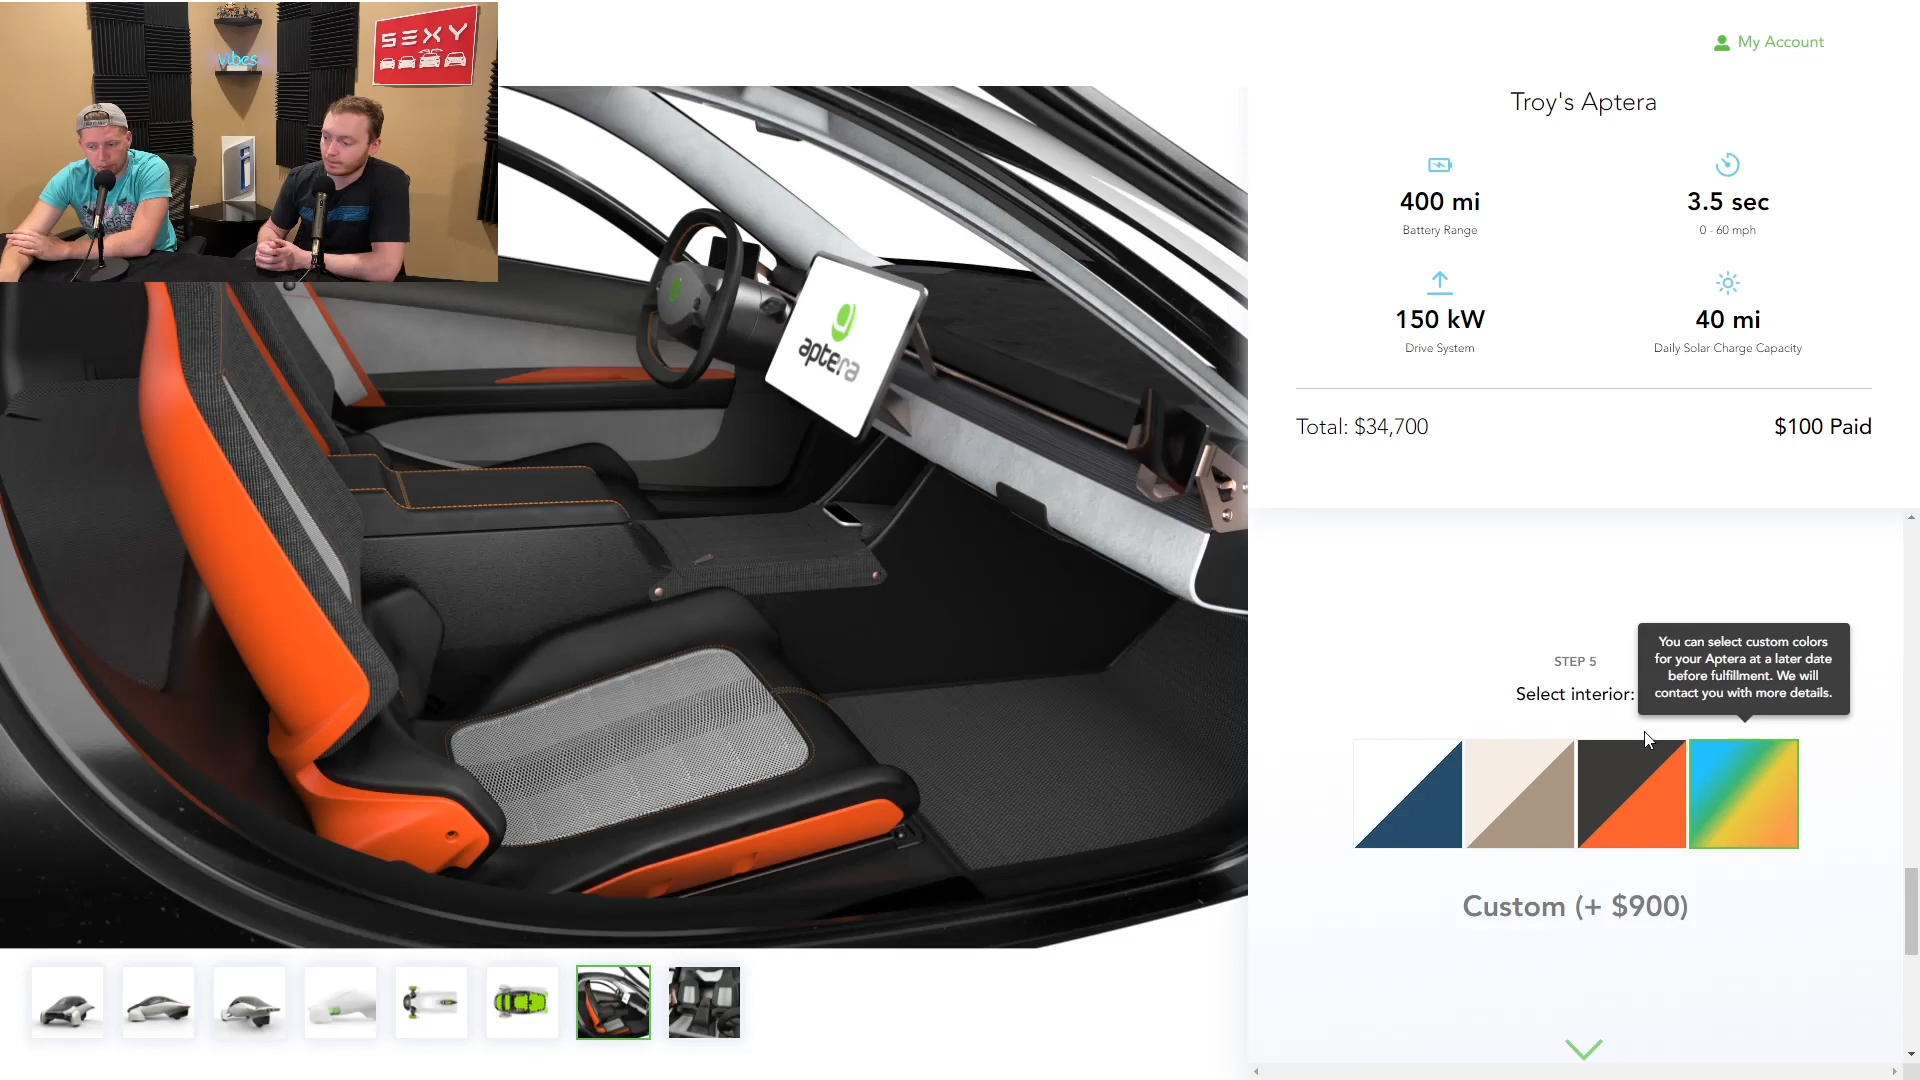 SEXY
vibes
My Account
Troy's Aptera
400 mi
Battery Range
3.5 sec
0 - 60 mph
150 kW
Drive System
40 mi
Daily Solar Charge Capacity
Total: $34,700
$100 Paid
aptera
STEP 5
Select interior:
You can select custom colors
for your Aptera at a later date
before fulfillment. We will
contact you with more details.
Custom (+ $900)